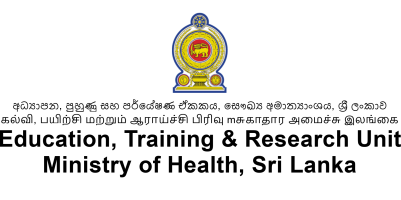 අධ්‍යාපන, පුහුණු සහ පර්යේෂණ ඒකකය, සෞඛ්‍ය අමාත්‍යාංශය, ශ්‍රී ලංකාව
கல்வி, பயிற்சி மற்றும் ஆராய்ச்சி பிரிவு mசுகாதார அமைச்சு இலங்கை
Education, Training & Research Unit
Ministry of Health, Sri Lanka